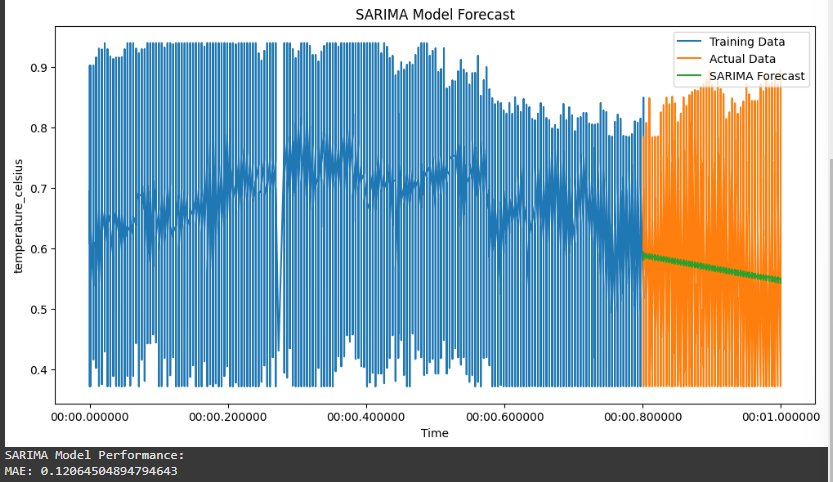 SARIMA Model Forecast
Training Data
Actual Data
SARIMA Forecast
temperature_celsius
0.9
0.8
0.7
0.6
0.5
0.4
00:00.000000 00:00.200000 00:00.400000 00:00.600000 00:00.800000 00:01.000000
Time
SARIMA Model Performance:
MAE: 0.12064504894794643